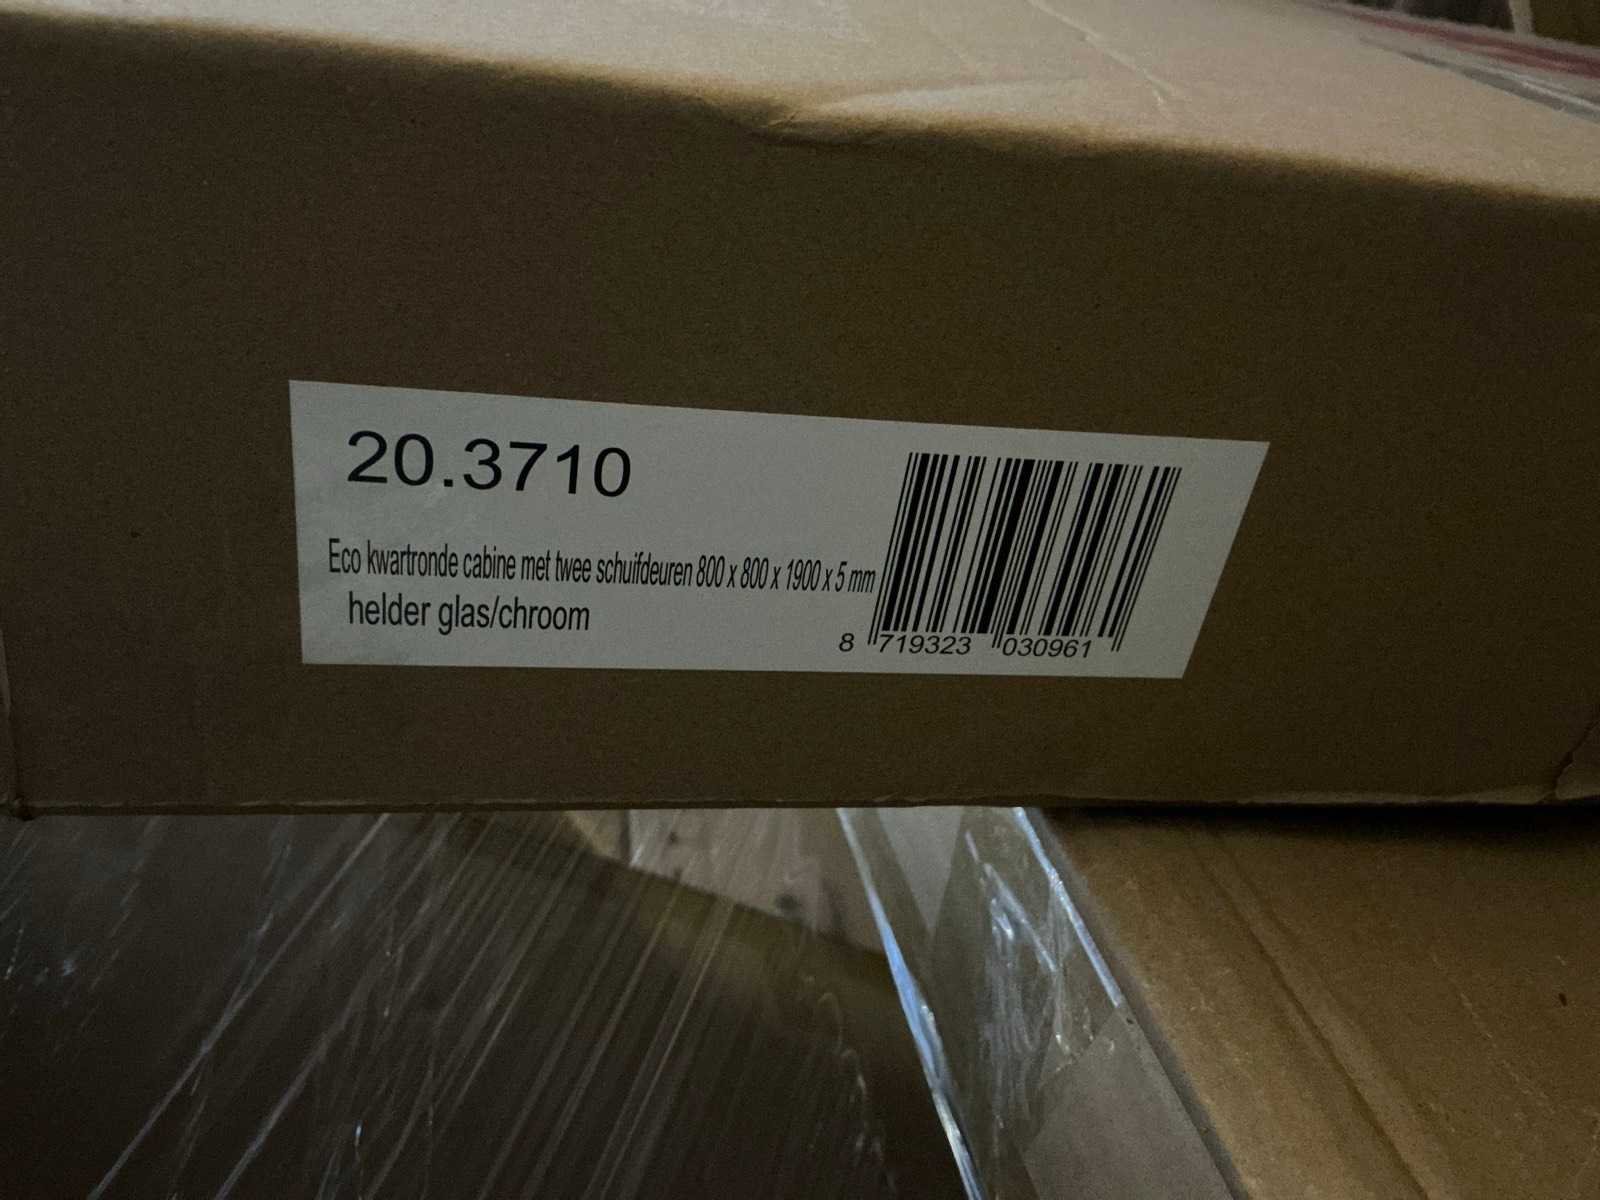 20.3710
Eco kwartronde cabine met twee schuifdeuren 800 x 800 x 1900 x 5 mm
helder glas/chroom
8 719323 030961